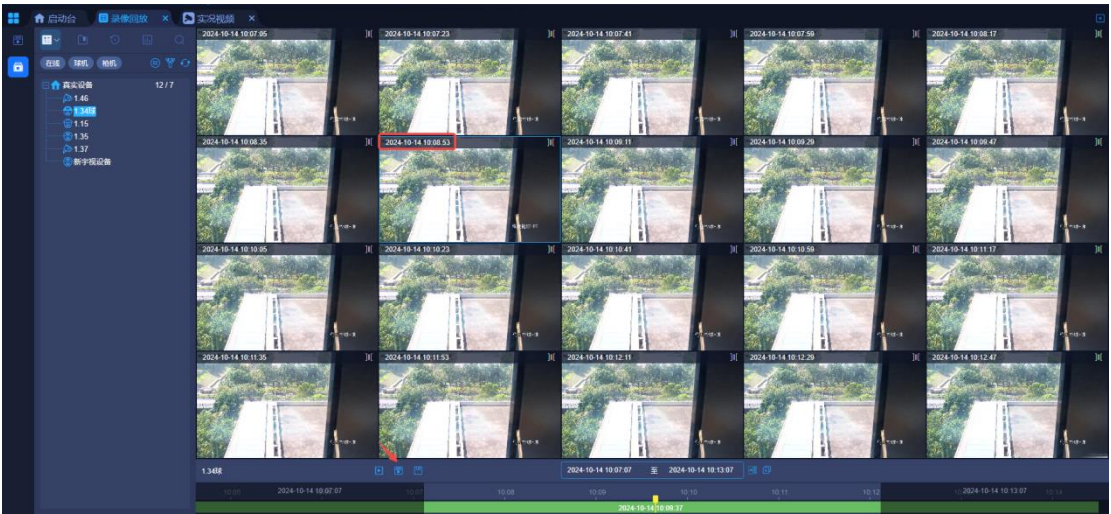 启动台 录像回放 × 实况视频 ×
在线 球机 枪机
真实设备 12 / 7
1.46
1.34球
1.15
1.35
1.37
新宇视设备
2024-10-14 10:07:05 2024-10-14 10:07:23 2024-10-14 10:07:41 2024-10-14 10:07:59 2024-10-14 10:08:17
2024-10-14 10:08:35 2024-10-14 10:08:53 2024-10-14 10:09:11 2024-10-14 10:09:29 2024-10-14 10:09:47
2024-10-14 10:10:05 2024-10-14 10:10:23 2024-10-14 10:10:41 2024-10-14 10:10:59 2024-10-14 10:11:17
2024-10-14 10:11:35 2024-10-14 10:11:53 2024-10-14 10:12:11 2024-10-14 10:12:29 2024-10-14 10:12:47
1.34球 2024-10-14 10:07:07 至 2024-10-14 10:13:07
2024-10-14 10:07:07 10:07 10:08 10:09 10:10 10:11 10:12 2024-10-14 10:13:07
2024-10-14 10:09:37